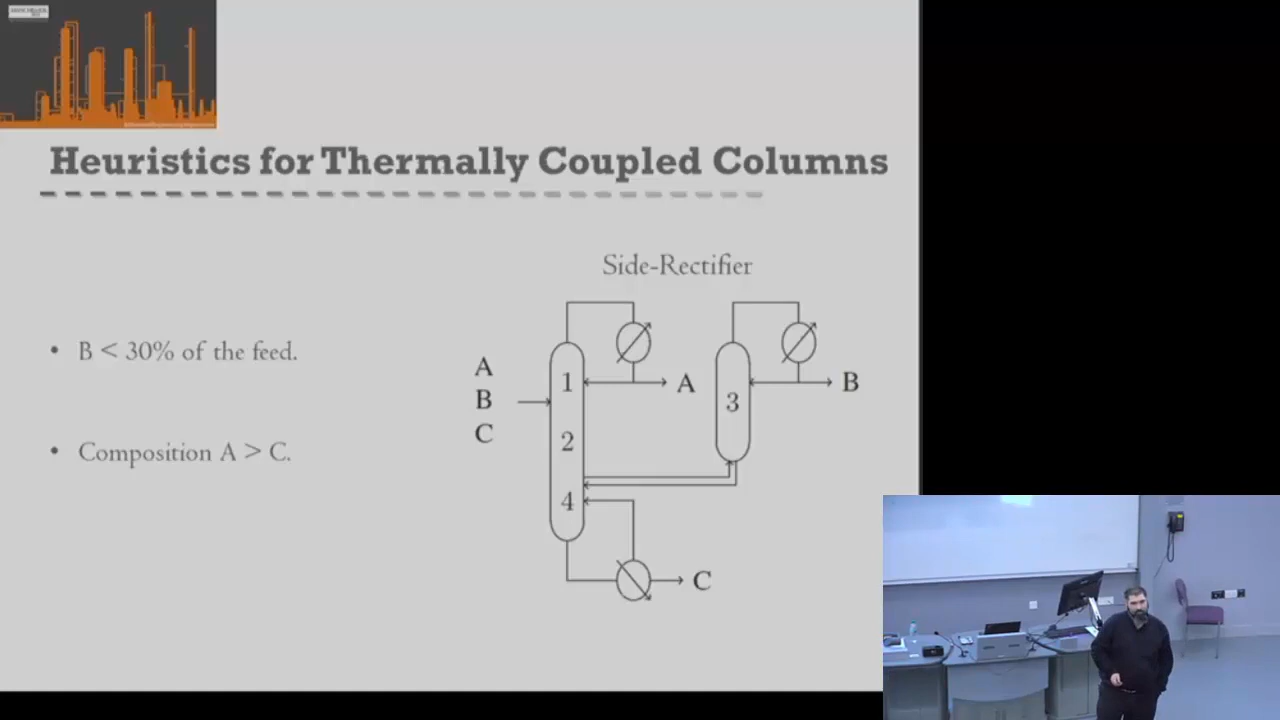 Heuristics for Thermally Coupled Columns
Side-Rectifier
• B < 30% of the feed.
• Composition A > C.
A
B
C
1
2
4
A
3
B
C